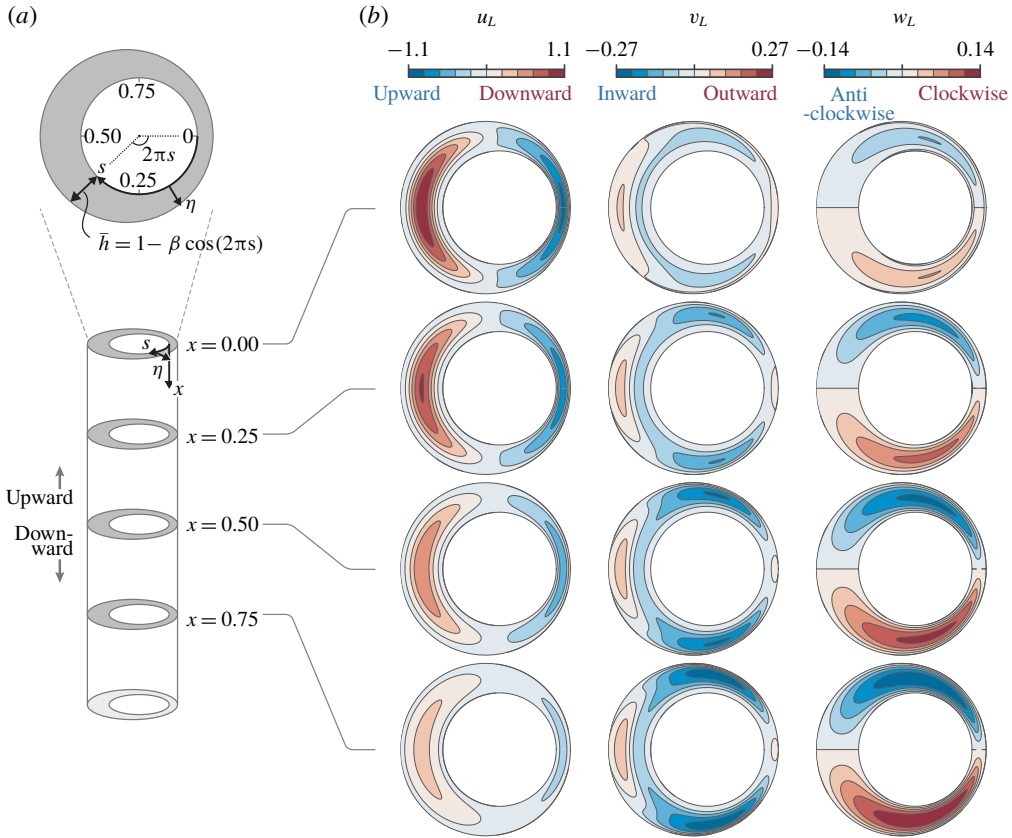 (a)
(b)
u_L
v_L
w_L
−1.1 1.1
−0.27 0.27
−0.14 0.14
Upward Downward
Inward Outward
Anti
-clockwise
Clockwise
0.75
0.50
0
2πs
s
0.25
η
h̄ = 1 − β cos(2πs)
s
η
x
x = 0.00
x = 0.25
Upward
Down-
ward
x = 0.50
x = 0.75